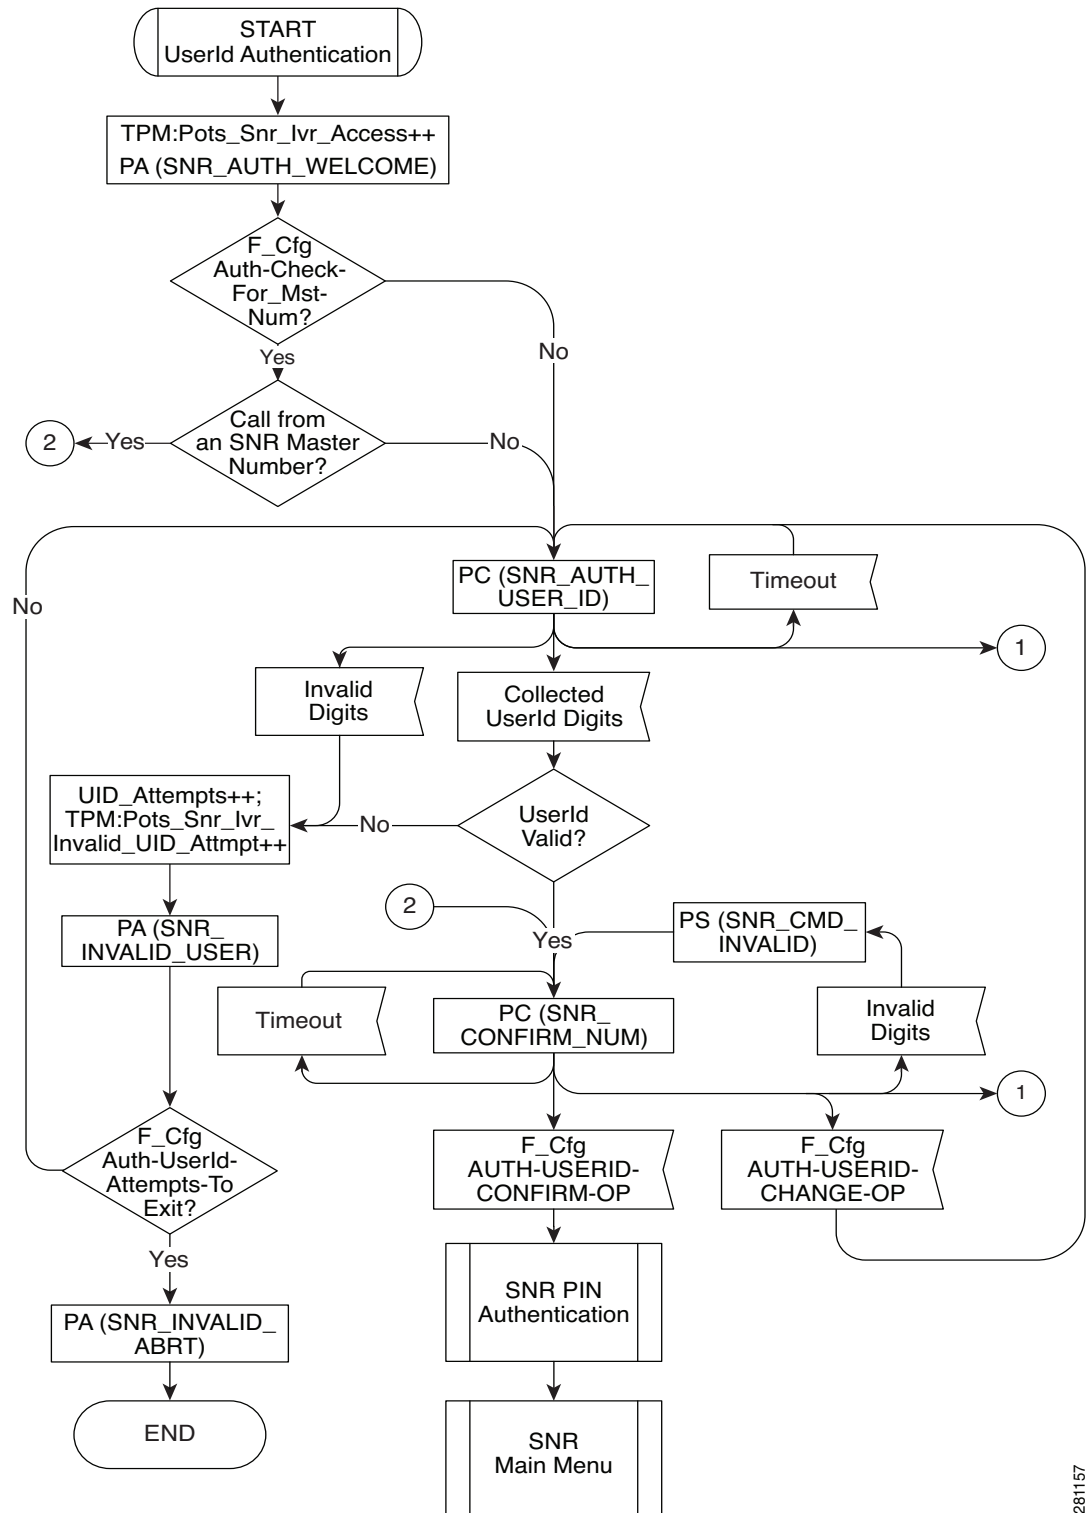 START
UserId Authentication
TPM:Pots_Snr_Ivr_Access++
PA (SNR_AUTH_WELCOME)
F_Cfg
Auth-Check-
For_Mst-
Num?
No
Yes
Call from
an SNR Master
Number?
2
Yes
No
No
PC (SNR_AUTH_
USER_ID)
Timeout
1
Invalid
Digits
Collected
UserId Digits
UID_Attempts++;
TPM:Pots_Snr_Ivr_
Invalid_UID_Attmpt++
No
UserId
Valid?
2
Yes
PS (SNR_CMD_
INVALID)
PA (SNR_
INVALID_USER)
Timeout
PC (SNR_
CONFIRM_NUM)
Invalid
Digits
1
F_Cfg
Auth-UserId-
Attempts-To
Exit?
F_Cfg
AUTH-USERID-
CONFIRM-OP
F_Cfg
AUTH-USERID-
CHANGE-OP
Yes
SNR PIN
Authentication
PA (SNR_INVALID_
ABRT)
END
SNR
Main Menu
281157